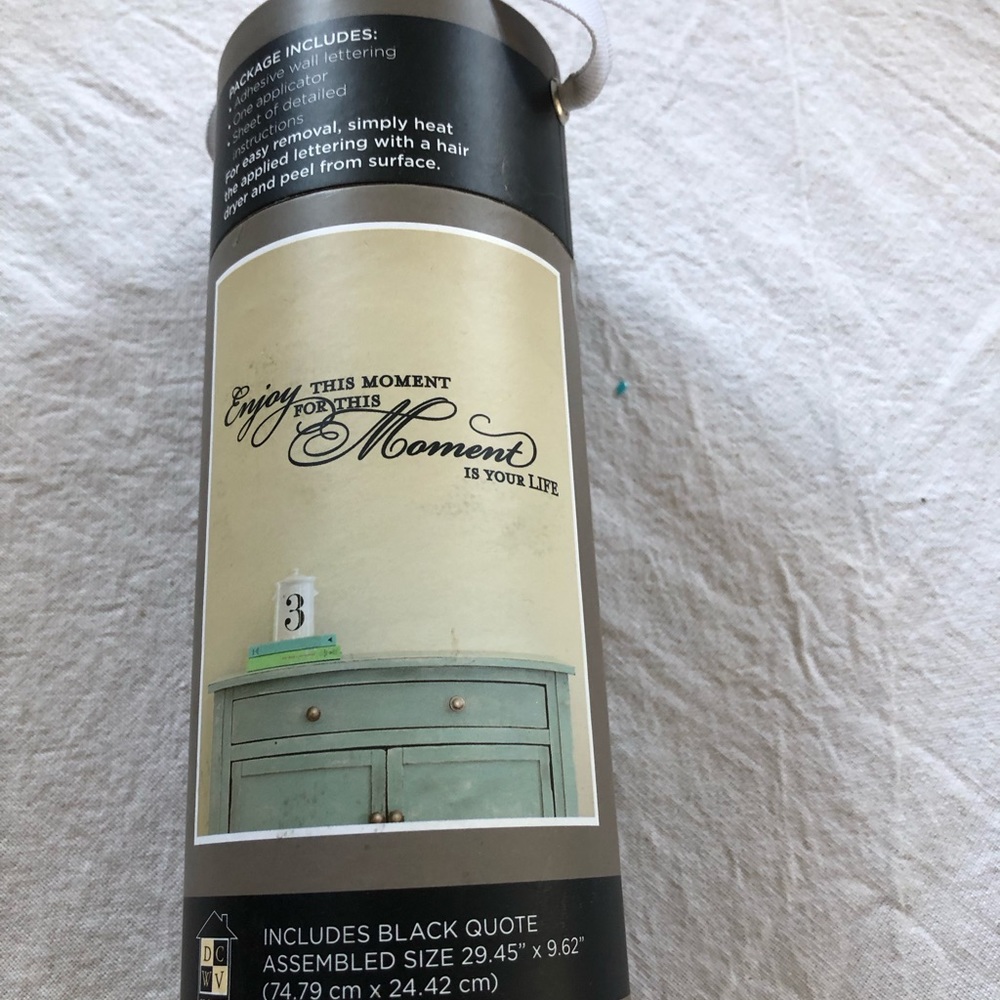 PACKAGE INCLUDES:
• Adhesive wall lettering
• One applicator
• Sheet of detailed
instructions
For easy removal, simply heat
the applied lettering with a hair
dryer and peel from surface.
Enjoy THIS MOMENT
FOR THIS
Moment
IS YOUR LIFE
3
DC
WV
INCLUDES BLACK QUOTE
ASSEMBLED SIZE 29.45" x 9.62"
(74.79 cm x 24.42 cm)